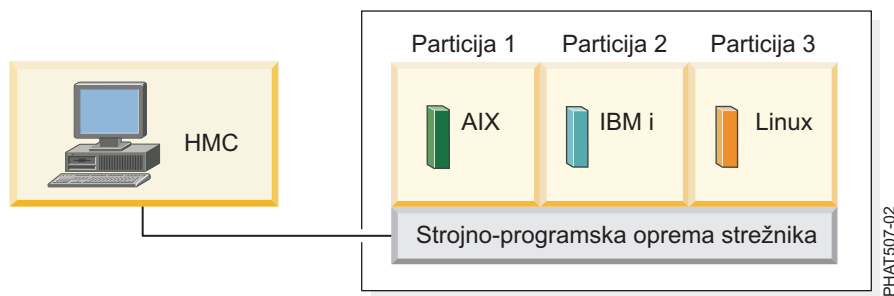 Particija 1
Particija 2
Particija 3
HMC
AIX
IBM i
Linux
Strojno-programska oprema strežnika
PHAT507-02